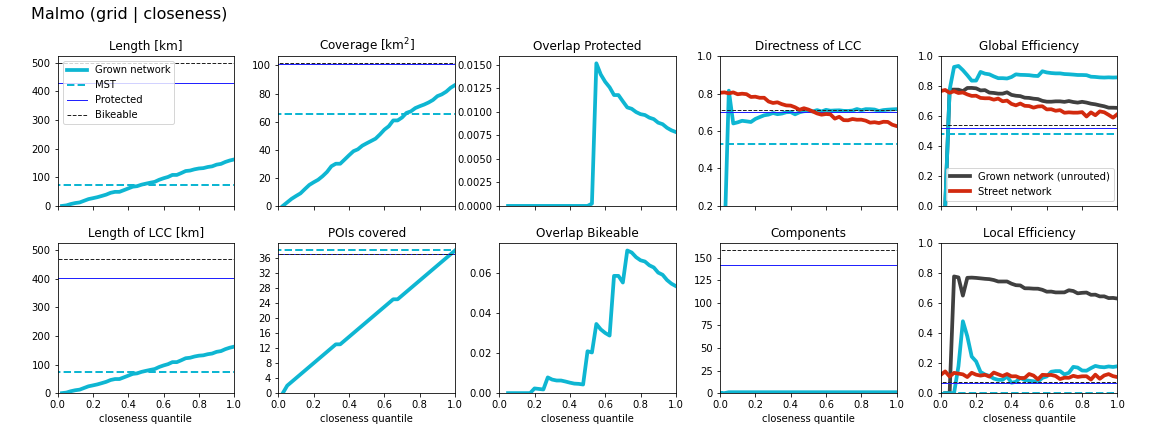 Malmo (grid | closeness)
Length [km]
500
400
300
200
100
0
Grown network
MST
Protected
Bikeable
Coverage [km²]
100
80
60
40
20
0
Overlap Protected
0.0150
0.0125
0.0100
0.0075
0.0050
0.0025
0.0000
Directness of LCC
1.0
0.8
0.6
0.4
0.2
Global Efficiency
1.0
0.8
0.6
0.4
0.2
0.0
Grown network (unrouted)
Street network
Length of LCC [km]
500
400
300
200
100
0
0.0 0.2 0.4 0.6 0.8 1.0
closeness quantile
POIs covered
36
32
28
24
20
16
12
8
4
0
0.0 0.2 0.4 0.6 0.8 1.0
closeness quantile
Overlap Bikeable
0.06
0.04
0.02
0.00
0.0 0.2 0.4 0.6 0.8 1.0
closeness quantile
Components
150
125
100
75
50
25
0
0.0 0.2 0.4 0.6 0.8 1.0
closeness quantile
Local Efficiency
1.0
0.8
0.6
0.4
0.2
0.0
0.0 0.2 0.4 0.6 0.8 1.0
closeness quantile